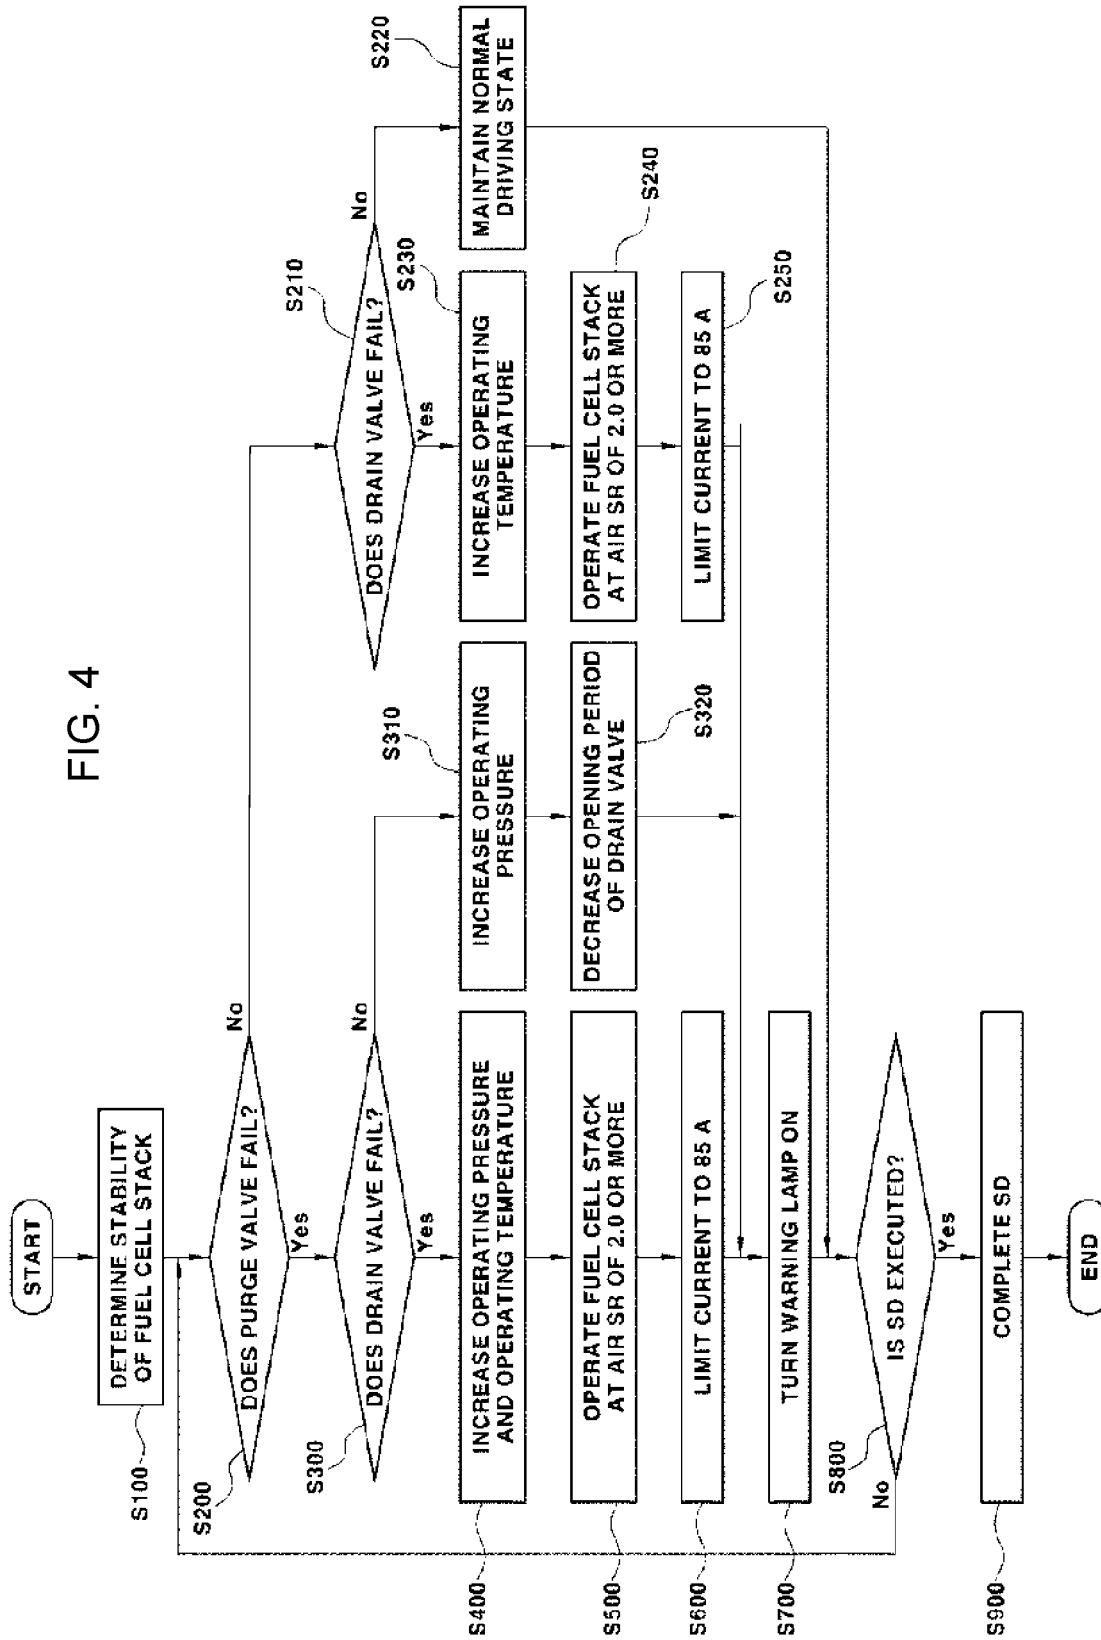 FIG. 4
START
DETERMINE STABILITY
OF FUEL CELL STACK
S100
DOES PURGE VALVE FAIL?
S200
No
Yes
DOES DRAIN VALVE FAIL?
S300
No
Yes
DOES DRAIN VALVE FAIL?
S210
No
Yes
INCREASE OPERATING PRESSURE
AND OPERATING TEMPERATURE
S400
INCREASE OPERATING
PRESSURE
S310
INCREASE OPERATING
TEMPERATURE
S230
MAINTAIN NORMAL
DRIVING STATE
S220
OPERATE FUEL CELL STACK
AT AIR SR OF 2.0 OR MORE
S500
DECREASE OPENING PERIOD
OF DRAIN VALVE
S320
OPERATE FUEL CELL STACK
AT AIR SR OF 2.0 OR MORE
S240
LIMIT CURRENT TO 85 A
S600
LIMIT CURRENT TO 85 A
S250
TURN WARNING LAMP ON
S700
IS SD EXECUTED?
S800
No
Yes
COMPLETE SD
S900
END